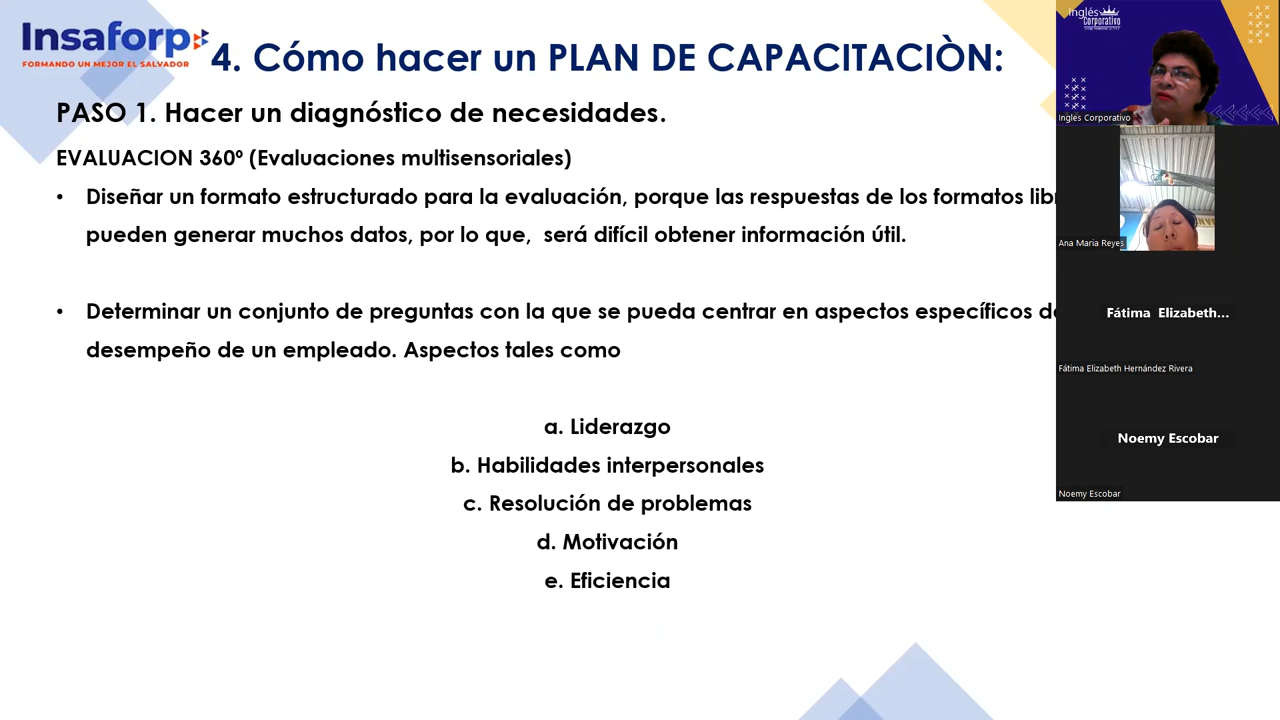 Insaforp
FORMANDO UN MEJOR EL SALVADOR
4. Cómo hacer un PLAN DE CAPACITACIÒN:
PASO 1. Hacer un diagnóstico de necesidades.
EVALUACION 360º (Evaluaciones multisensoriales)
• Diseñar un formato estructurado para la evaluación, porque las respuestas de los formatos
pueden generar muchos datos, por lo que, será difícil obtener información útil.
• Determinar un conjunto de preguntas con la que se pueda centrar en aspectos específicos
desempeño de un empleado. Aspectos tales como
a. Liderazgo
b. Habilidades interpersonales
c. Resolución de problemas
d. Motivación
e. Eficiencia
Inglés
Corporativo
Inglés Corporativo
Ana Maria Reyes
Fátima Elizabeth...
Fátima Elizabeth Hernández Rivera
Noemy Escobar
Noemy Escobar